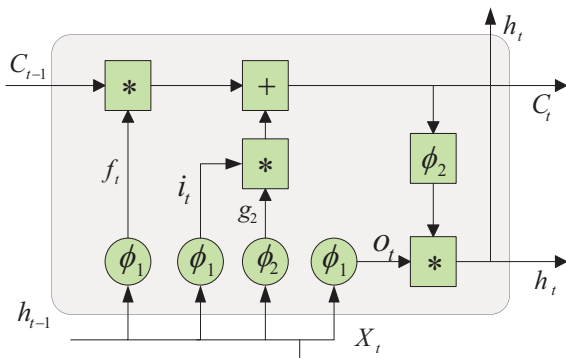 h_t
C_{t-1}
* +
C_t
f_t i_t * ϕ_2
g_2
ϕ_1 ϕ_1 ϕ_2 ϕ_1 o_t *
h_t
h_{t-1}
X_t